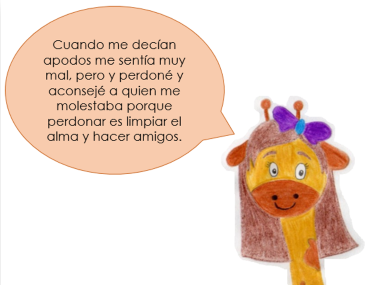 Cuando me decían
apodos me sentía muy
mal, pero y perdoné y
aconsejé a quien me
molestaba porque
perdonar es limpiar el
alma y hacer amigos.